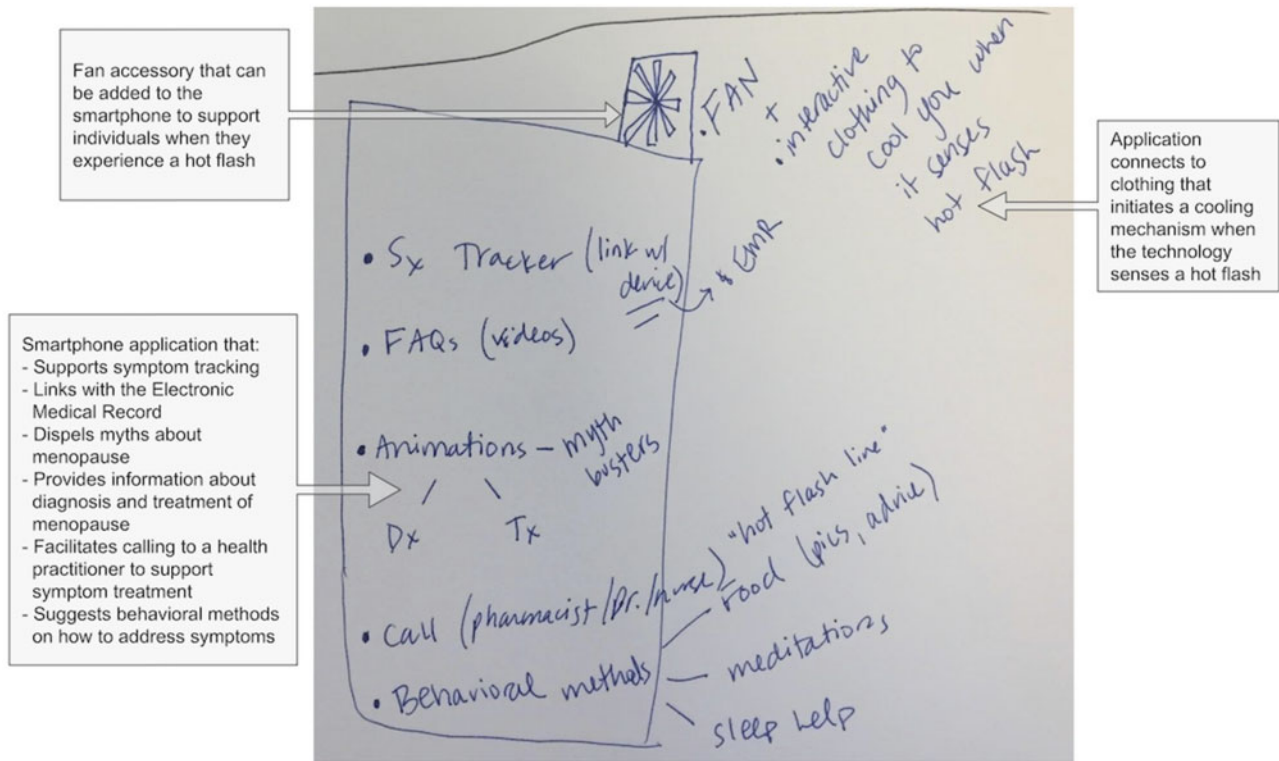 Fan accessory that can
be added to the
smartphone to support
individuals when they
experience a hot flash
• FAN
+
• interactive
clothing to
cool you when
it senses
hot flash
Application
connects to
clothing that
initiates a cooling
mechanism when
the technology
senses a hot flash
• Sx Tracker (link w/
device)
& EMR
• FAQs (videos)
Smartphone application that:
- Supports symptom tracking
- Links with the Electronic
Medical Record
- Dispels myths about
menopause
- Provides information about
diagnosis and treatment of
menopause
- Facilitates calling to a health
practitioner to support
symptom treatment
- Suggests behavioral methods
on how to address symptoms
• Animations – myth
busters
Dx Tx
• Call (pharmacist/Dr./nurse) "hot flash line"
• Behavioral methods
food (pics, advice)
meditations
sleep help